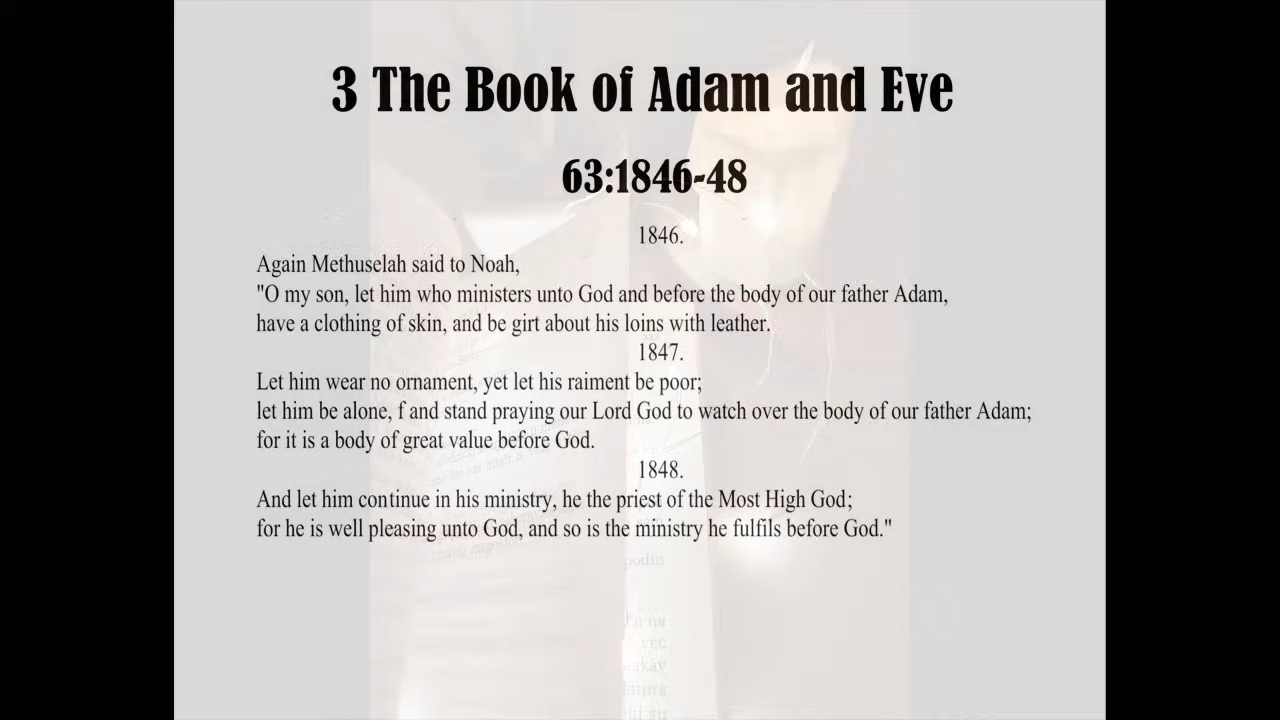 3 The Book of Adam and Eve
63:1846-48
1846.
Again Methuselah said to Noah,
"O my son, let him who ministers unto God and before the body of our father Adam,
have a clothing of skin, and be girt about his loins with leather.
1847.
Let him wear no ornament, yet let his raiment be poor;
let him be alone, f and stand praying our Lord God to watch over the body of our father Adam;
for it is a body of great value before God.
1848.
And let him continue in his ministry, he the priest of the Most High God;
for he is well pleasing unto God, and so is the ministry he fulfils before God."
podin